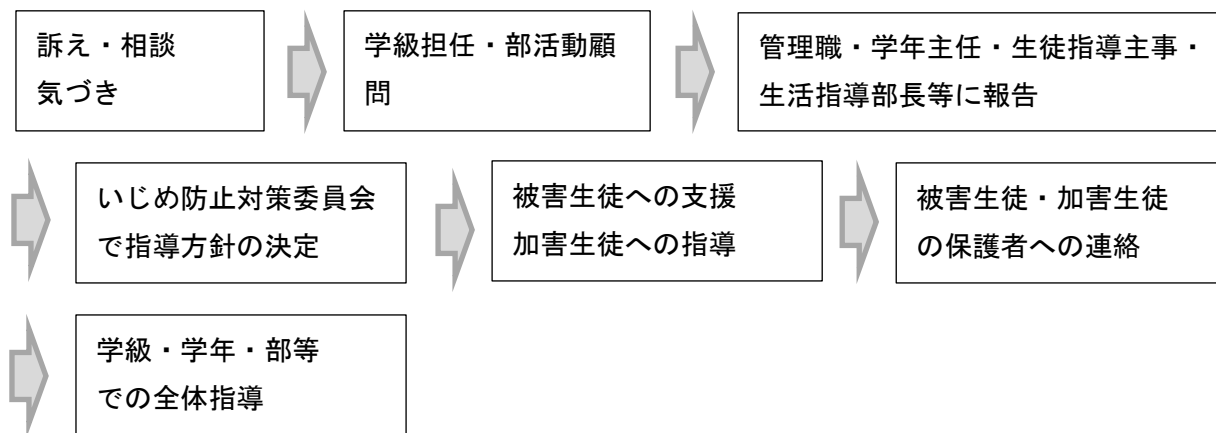 訴え・相談
気づき
学級担任・部活動顧
問
管理職・学年主任・生徒指導主事・
生活指導部長等に報告
いじめ防止対策委員会
で指導方針の決定
被害生徒への支援
加害生徒への指導
被害生徒・加害生徒
の保護者への連絡
学級・学年・部等
での全体指導